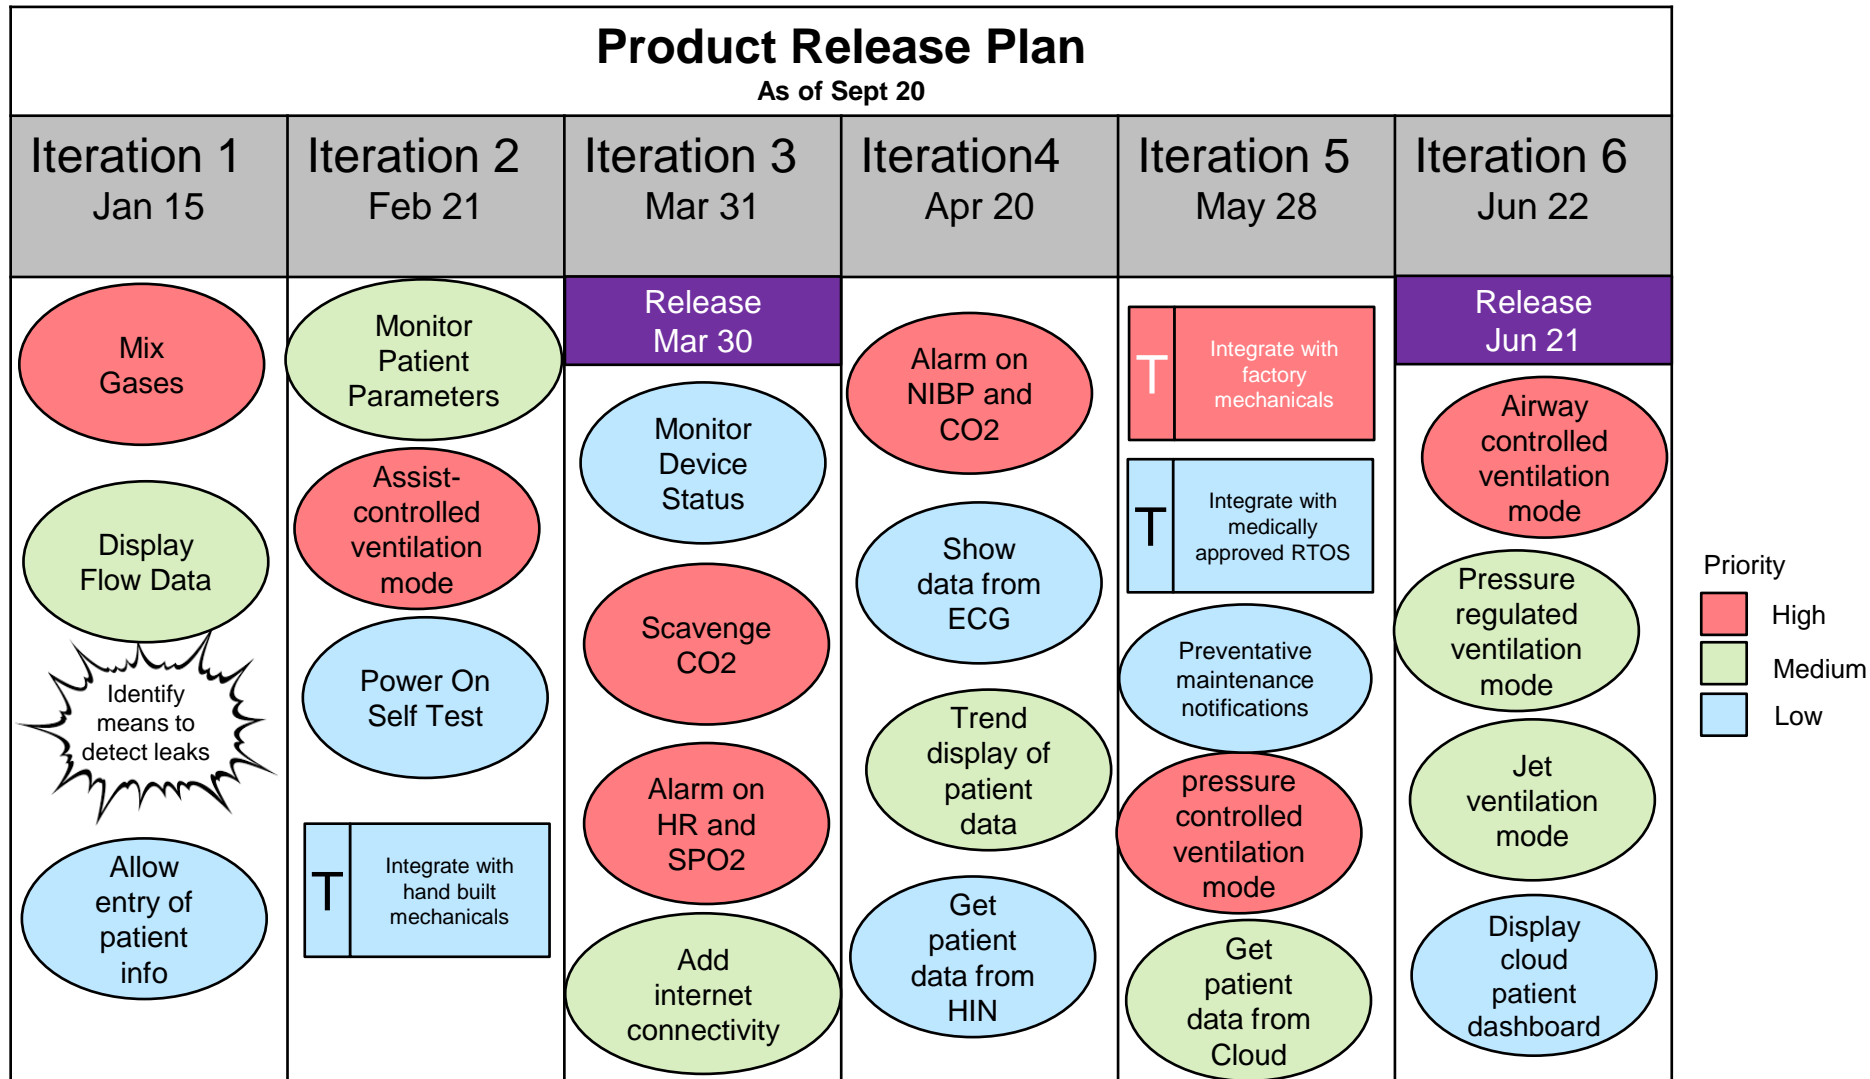 Product Release Plan
As of Sept 20
Iteration 1
Jan 15
Iteration 2
Feb 21
Iteration 3
Mar 31
Iteration4
Apr 20
Iteration 5
May 28
Iteration 6
Jun 22
Mix
Gases
Display
Flow Data
Identify
means to
detect leaks
Allow
entry of
patient
info
Monitor
Patient
Parameters
Assist-
controlled
ventilation
mode
Power On
Self Test
T
Integrate with
hand built
mechanicals
Release
Mar 30
Monitor
Device
Status
Scavenge
CO2
Alarm on
HR and
SPO2
Add
internet
connectivity
Alarm on
NIBP and
CO2
Show
data from
ECG
Trend
display of
patient
data
Get
patient
data from
HIN
T
Integrate with
factory
mechanicals
T
Integrate with
medically
approved RTOS
Preventative
maintenance
notifications
pressure
controlled
ventilation
mode
Get
patient
data from
Cloud
Release
Jun 21
Airway
controlled
ventilation
mode
Pressure
regulated
ventilation
mode
Jet
ventilation
mode
Display
cloud
patient
dashboard
Priority
High
Medium
Low